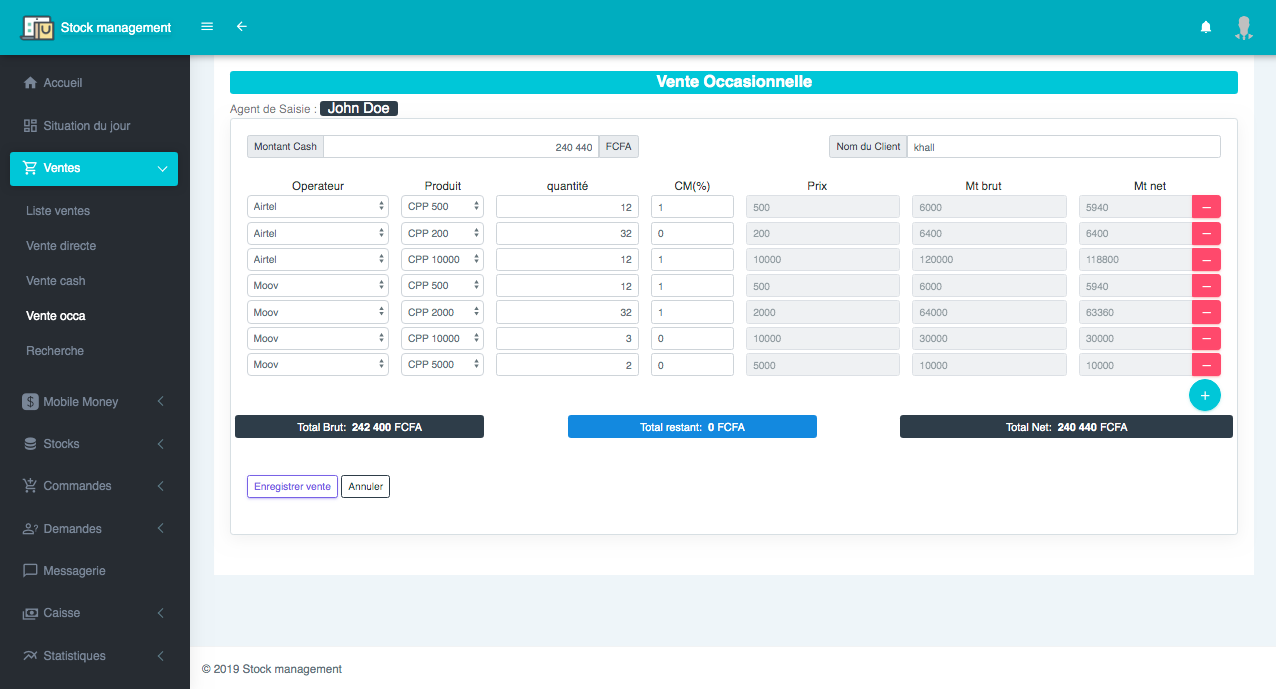 Stock management
Accueil
Situation du jour
Ventes
Liste ventes
Vente directe
Vente cash
Vente occa
Recherche
Mobile Money
Stocks
Commandes
Demandes
Messagerie
Caisse
Statistiques
Vente Occasionnelle
Agent de Saisie : John Doe
Montant Cash 240 440 FCFA Nom du Client khall
Operateur Produit quantité CM(%) Prix Mt brut Mt net
Airtel CPP 500 12 1 500 6000 5940 –
Airtel CPP 200 32 0 200 6400 6400 –
Airtel CPP 10000 12 1 10000 120000 118800 –
Moov CPP 500 12 1 500 6000 5940 –
Moov CPP 2000 32 1 2000 64000 63360 –
Moov CPP 10000 3 0 10000 30000 30000 –
Moov CPP 5000 2 0 5000 10000 10000 –
+
Total Brut: 242 400 FCFA Total restant: 0 FCFA Total Net: 240 440 FCFA
Enregistrer vente Annuler
© 2019 Stock management